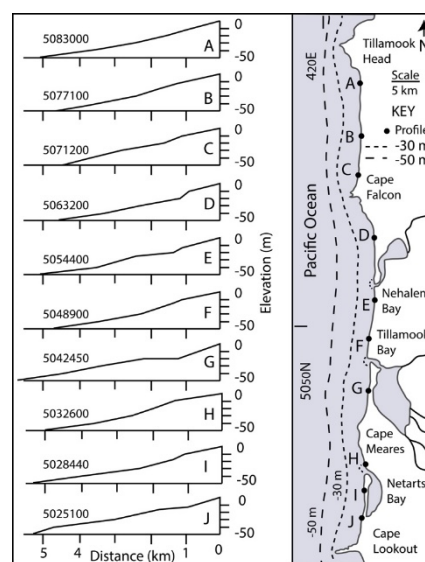 5083000
A
0
-50
5077100
B
0
-50
5071200
C
0
-50
5063200
D
0
-50
5054400
E
0
-50
5048900
F
0
-50
5042450
G
0
-50
5032600
H
0
-50
5028440
I
0
-50
5025100
J
0
-50
Elevation (m)
5 4 3 2 1 0
Distance (km)
N
Tillamook
Head
420E
Scale
5 km
KEY
Profile
-30 m
-50 m
A
B
C
Cape
Falcon
Pacific Ocean
D
E
Nehalem
Bay
F
Tillamook
Bay
5050N
G
Cape
Meares
H
Netarts
Bay
I
J
-30 m
-50 m
Cape
Lookout